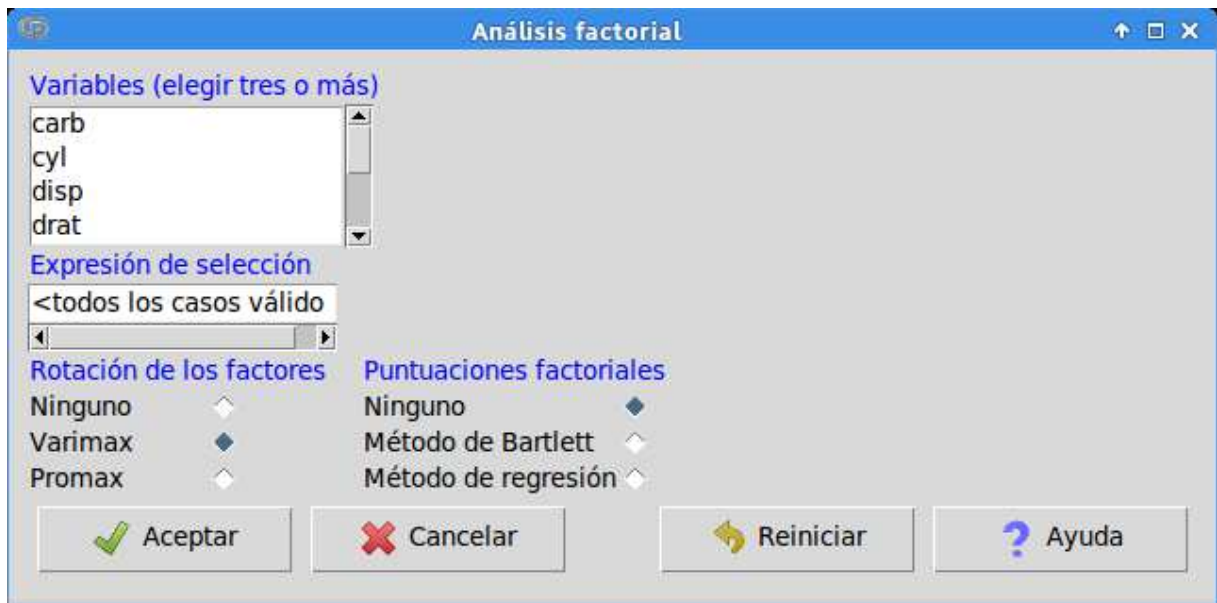 Análisis factorial
Variables (elegir tres o más)
carb
cyl
disp
drat
Expresión de selección
<todos los casos válido
Rotación de los factores
Ninguno
Varimax
Promax
Puntuaciones factoriales
Ninguno
Método de Bartlett
Método de regresión
Aceptar
Cancelar
Reiniciar
Ayuda